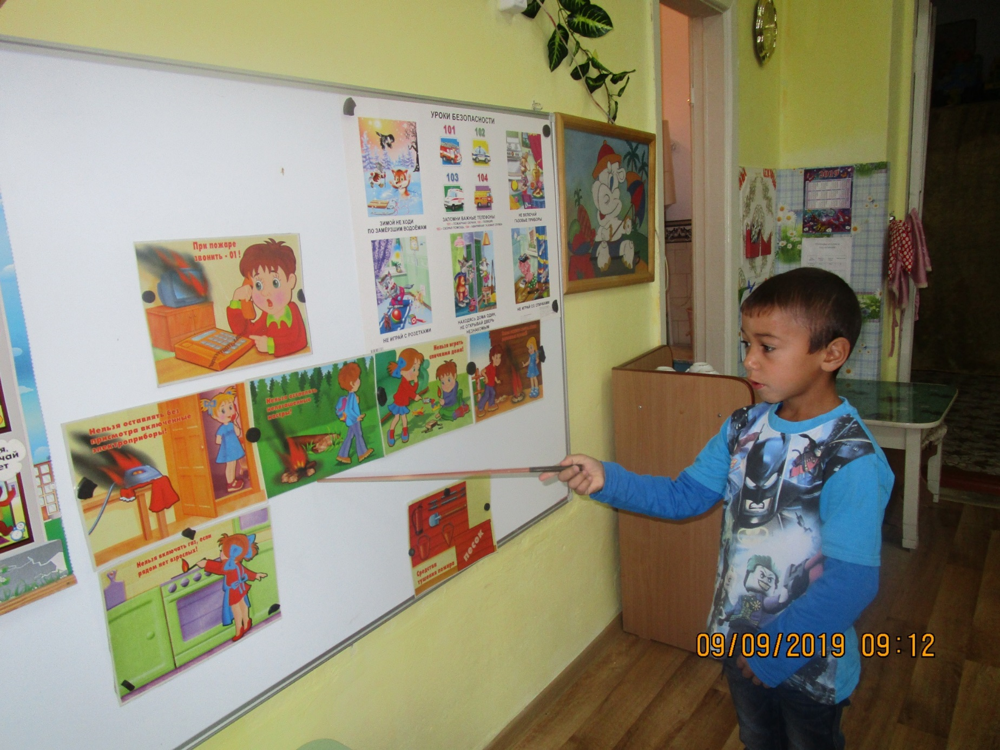 УРОКИ БЕЗОПАСНОСТИ
101
102
103
104
ЗИМОЙ НЕ ХОДИ
ПО ЗАМЁРЗШИМ ВОДОЁМАМ
ЗАПОМНИ ВАЖНЫЕ ТЕЛЕФОНЫ
НЕ ВКЛЮЧАЙ
ГАЗОВЫЕ ПРИБОРЫ
НЕ ИГРАЙ С РОЗЕТКАМИ
НАХОДЯСЬ ДОМА ОДИН,
НЕ ОТКРЫВАЙ ДВЕРЬ
НЕЗНАКОМЫМ
НЕ ИГРАЙ СО СПИЧКАМИ
При пожаре
звонить - 01!
Нельзя оставлять без
присмотра включенные
электроприборы!
Нельзя оставлять
непогашенные
костры!
Нельзя играть
спичками дома!
Нельзя включать газ, если
рядом нет взрослых!
ПЕСОК
Средства
тушения пожара
2019
09/09/2019 09:12